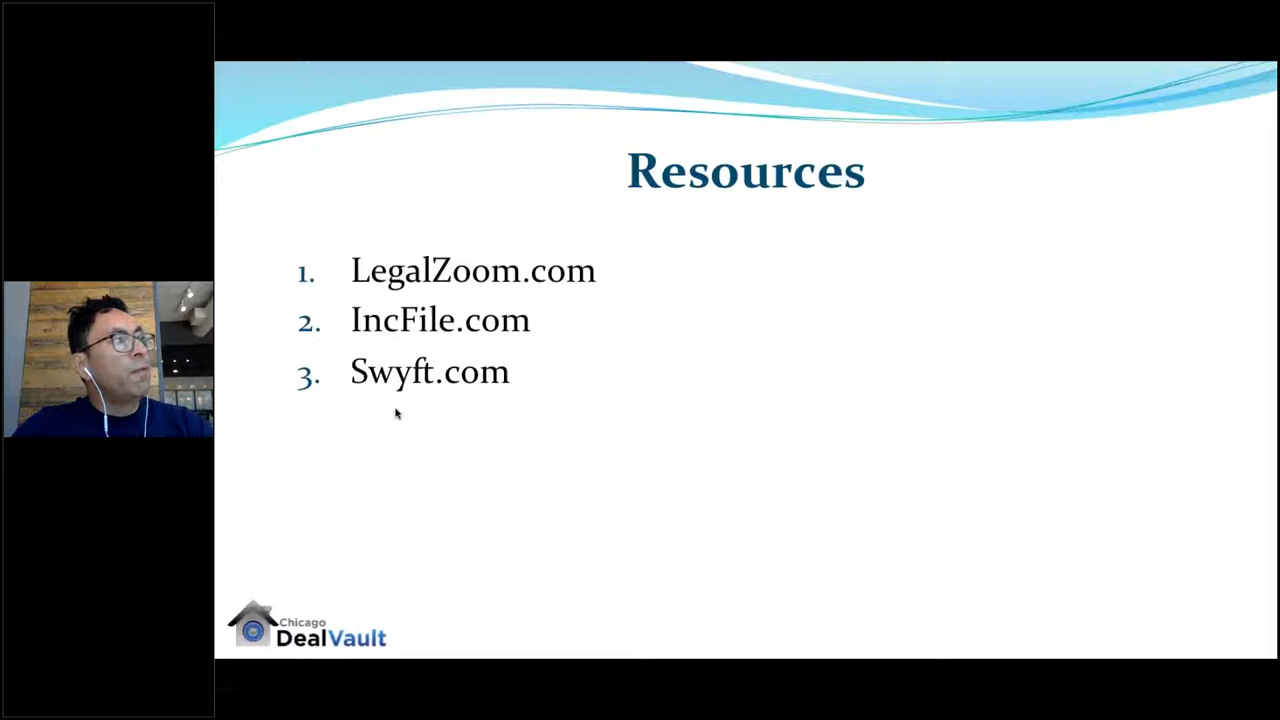 Resources
1. LegalZoom.com
2. IncFile.com
3. Swyft.com
Chicago
DealVault